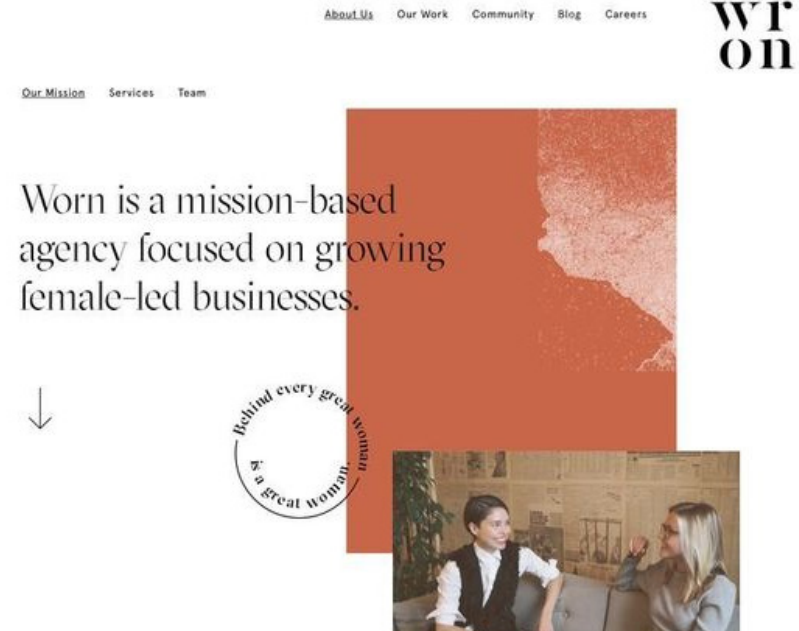 About Us Our Work Community Blog Careers
wr
on
Our Mission Services Team
Worn is a mission-based
agency focused on growing
female-led businesses.
Behind every great woman
is a great woman.